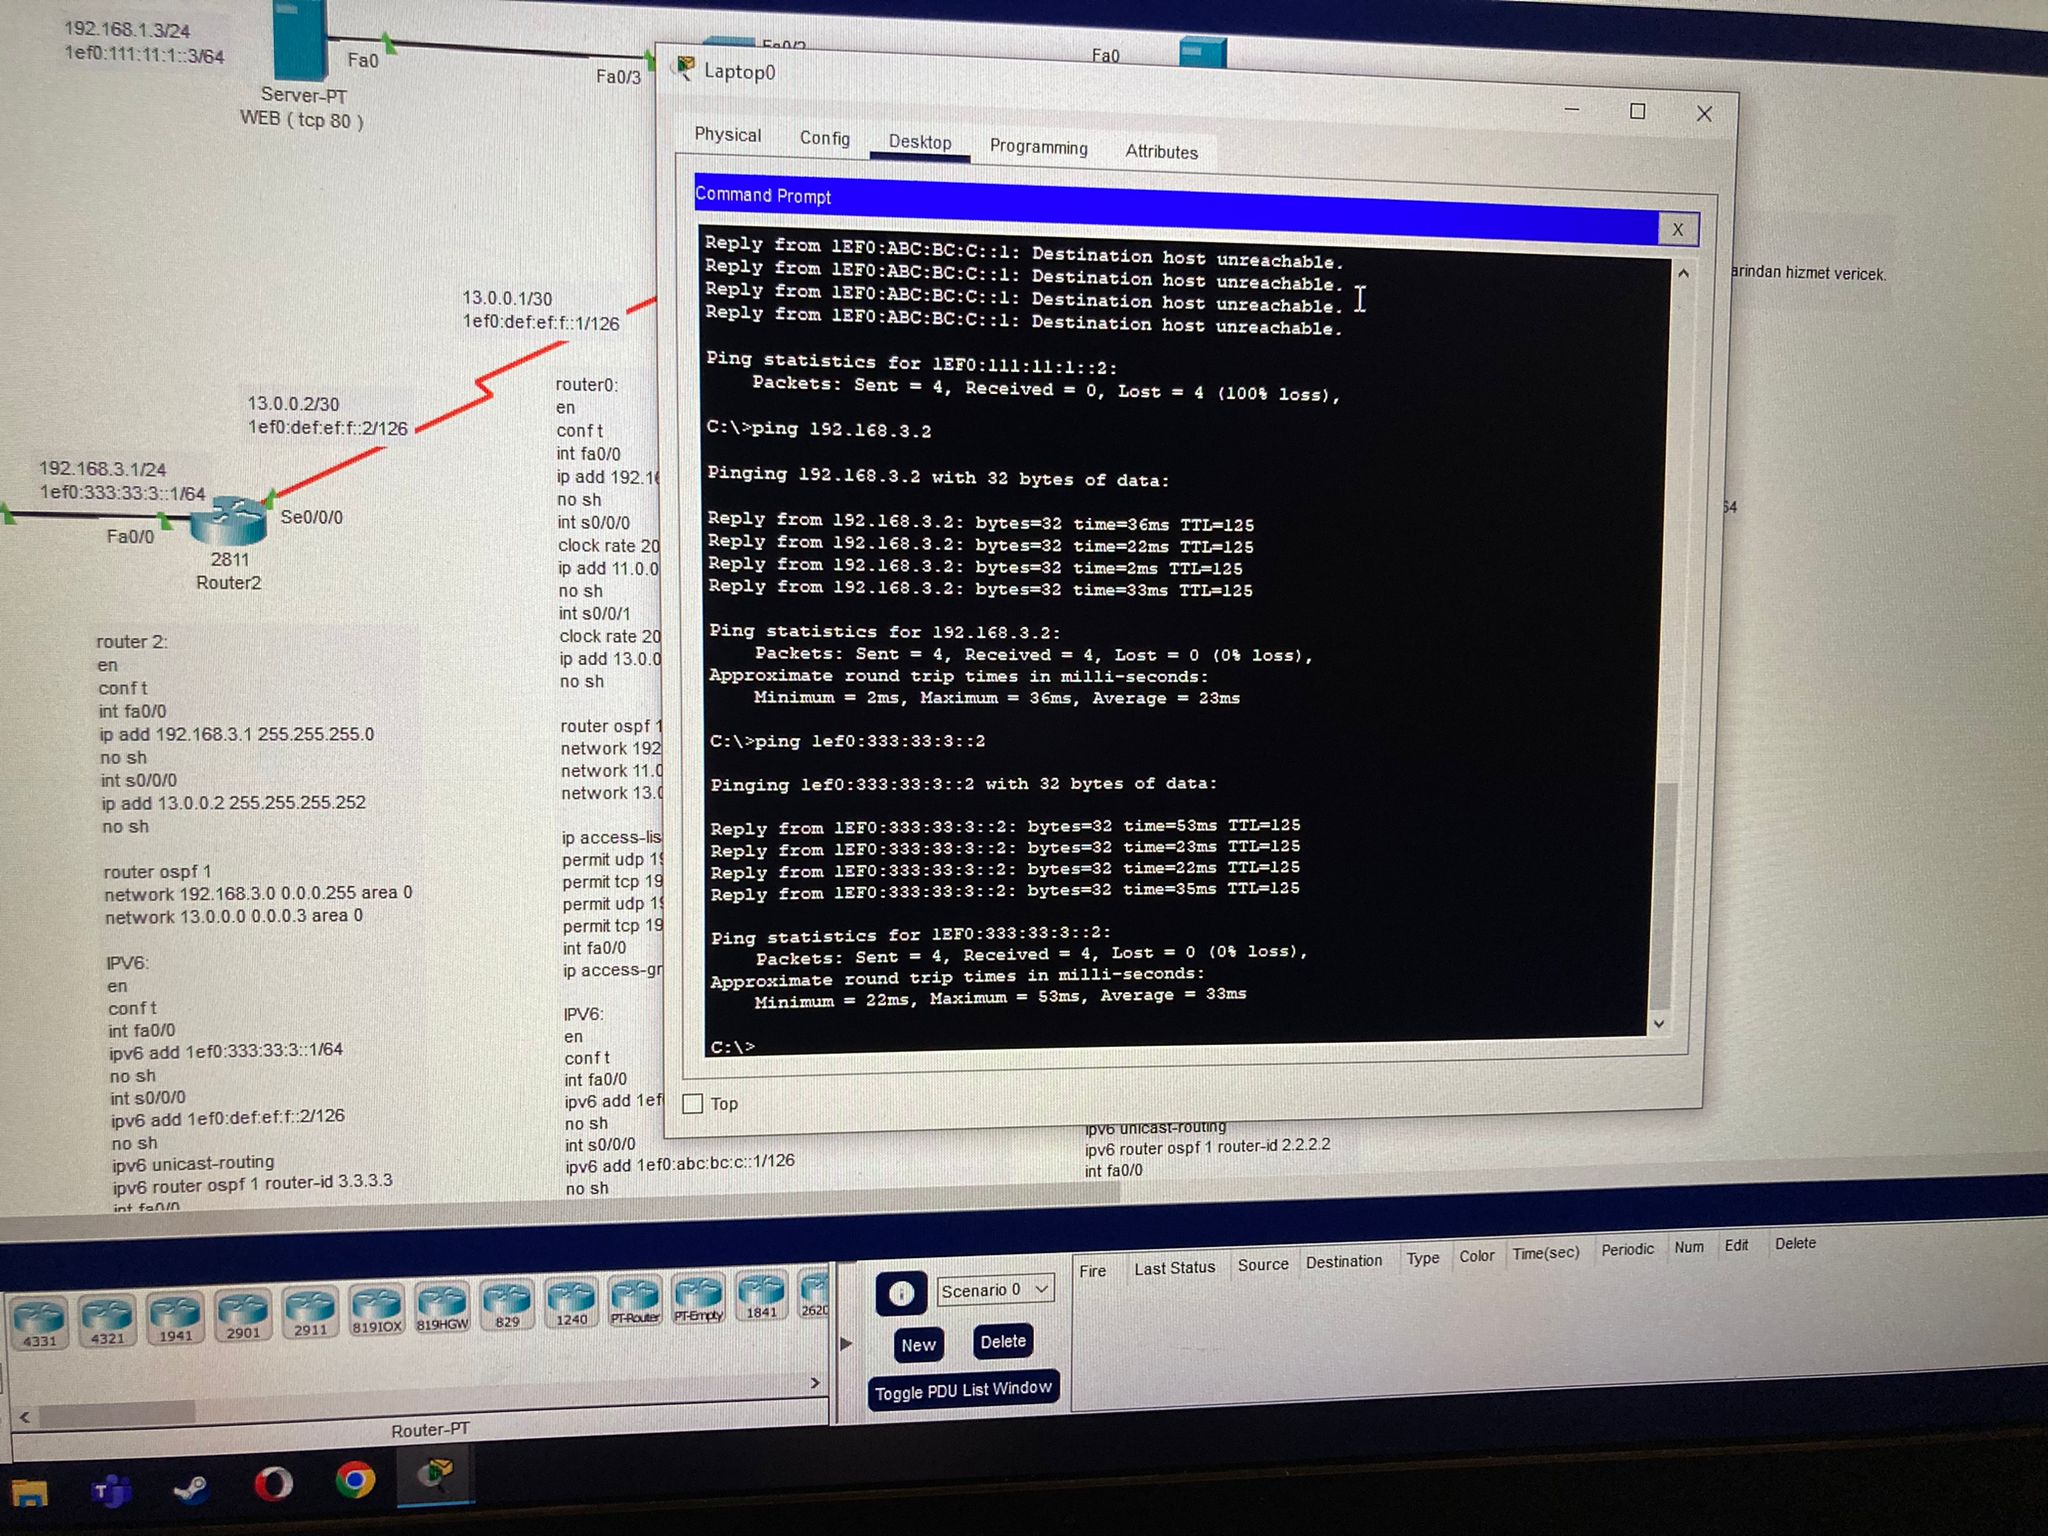 192.168.1.3/24
1ef0:111:11:1::3/64
Fa0
Server-PT
WEB ( tcp 80 )
Fa0/3
Fa0/2
Fa0
13.0.0.1/30
1ef0:def:ef:f::1/126
13.0.0.2/30
1ef0:def:ef:f::2/126
192.168.3.1/24
1ef0:333:33:3::1/64
Fa0/0
Se0/0/0
2811
Router2
router 2:
en
conf t
int fa0/0
ip add 192.168.3.1 255.255.255.0
no sh
int s0/0/0
ip add 13.0.0.2 255.255.255.252
no sh
router ospf 1
network 192.168.3.0 0.0.0.255 area 0
network 13.0.0.0 0.0.0.3 area 0
IPV6:
en
conf t
int fa0/0
ipv6 add 1ef0:333:33:3::1/64
no sh
int s0/0/0
ipv6 add 1ef0:def:ef:f::2/126
no sh
ipv6 unicast-routing
ipv6 router ospf 1 router-id 3.3.3.3
int fa0/0
router0:
en
conf t
int fa0/0
ip add 192.16
no sh
int s0/0/0
clock rate 20
ip add 11.0.0
no sh
int s0/0/1
clock rate 20
ip add 13.0.0
no sh
router ospf 1
network 192
network 11.0
network 13.0
ip access-lis
permit udp 19
permit tcp 19
permit udp 19
permit tcp 19
int fa0/0
ip access-gr
IPV6:
en
conf t
int fa0/0
ipv6 add 1ef
no sh
int s0/0/0
ipv6 add 1ef0:abc:bc:c::1/126
no sh
Laptop0
Physical
Config
Desktop
Programming
Attributes
Command Prompt
X
Reply from 1EF0:ABC:BC:C::1: Destination host unreachable.
Reply from 1EF0:ABC:BC:C::1: Destination host unreachable.
Reply from 1EF0:ABC:BC:C::1: Destination host unreachable.
Reply from 1EF0:ABC:BC:C::1: Destination host unreachable.
Ping statistics for 1EF0:111:11:1::2:
Packets: Sent = 4, Received = 0, Lost = 4 (100% loss),
C:\>ping 192.168.3.2
Pinging 192.168.3.2 with 32 bytes of data:
Reply from 192.168.3.2: bytes=32 time=36ms TTL=125
Reply from 192.168.3.2: bytes=32 time=22ms TTL=125
Reply from 192.168.3.2: bytes=32 time=2ms TTL=125
Reply from 192.168.3.2: bytes=32 time=33ms TTL=125
Ping statistics for 192.168.3.2:
Packets: Sent = 4, Received = 4, Lost = 0 (0% loss),
Approximate round trip times in milli-seconds:
Minimum = 2ms, Maximum = 36ms, Average = 23ms
C:\>ping 1ef0:333:33:3::2
Pinging 1ef0:333:33:3::2 with 32 bytes of data:
Reply from 1EF0:333:33:3::2: bytes=32 time=53ms TTL=125
Reply from 1EF0:333:33:3::2: bytes=32 time=23ms TTL=125
Reply from 1EF0:333:33:3::2: bytes=32 time=22ms TTL=125
Reply from 1EF0:333:33:3::2: bytes=32 time=35ms TTL=125
Ping statistics for 1EF0:333:33:3::2:
Packets: Sent = 4, Received = 4, Lost = 0 (0% loss),
Approximate round trip times in milli-seconds:
Minimum = 22ms, Maximum = 53ms, Average = 33ms
C:\>
Top
arindan hizmet vericek.
64
ipv6 unicast-routing
ipv6 router ospf 1 router-id 2.2.2.2
int fa0/0
4331
4321
1941
2901
2911
819IOX
819HGW
829
1240
PT-Router
PT-Empty
1841
2620
Router-PT
Scenario 0
New
Delete
Toggle PDU List Window
Fire
Last Status
Source
Destination
Type
Color
Time(sec)
Periodic
Num
Edit
Delete